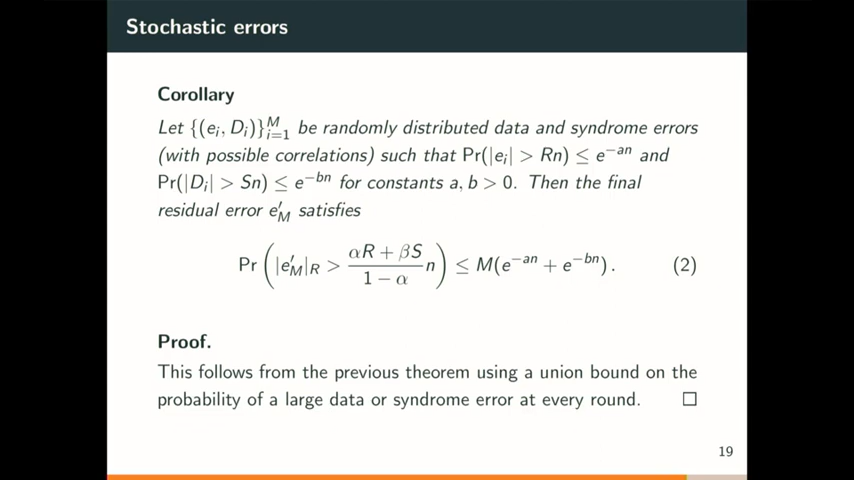 Stochastic errors
Corollary
Let {(e_i, D_i)}_{i=1}^M be randomly distributed data and syndrome errors
(with possible correlations) such that Pr(|e_i| > Rn) ≤ e^{−an} and
Pr(|D_i| > Sn) ≤ e^{−bn} for constants a, b > 0. Then the final
residual error e′_M satisfies
Pr ( |e′_M|_R > \frac{αR + βS}{1 − α} n ) ≤ M(e^{−an} + e^{−bn}) . (2)
Proof.
This follows from the previous theorem using a union bound on the
probability of a large data or syndrome error at every round. □
19